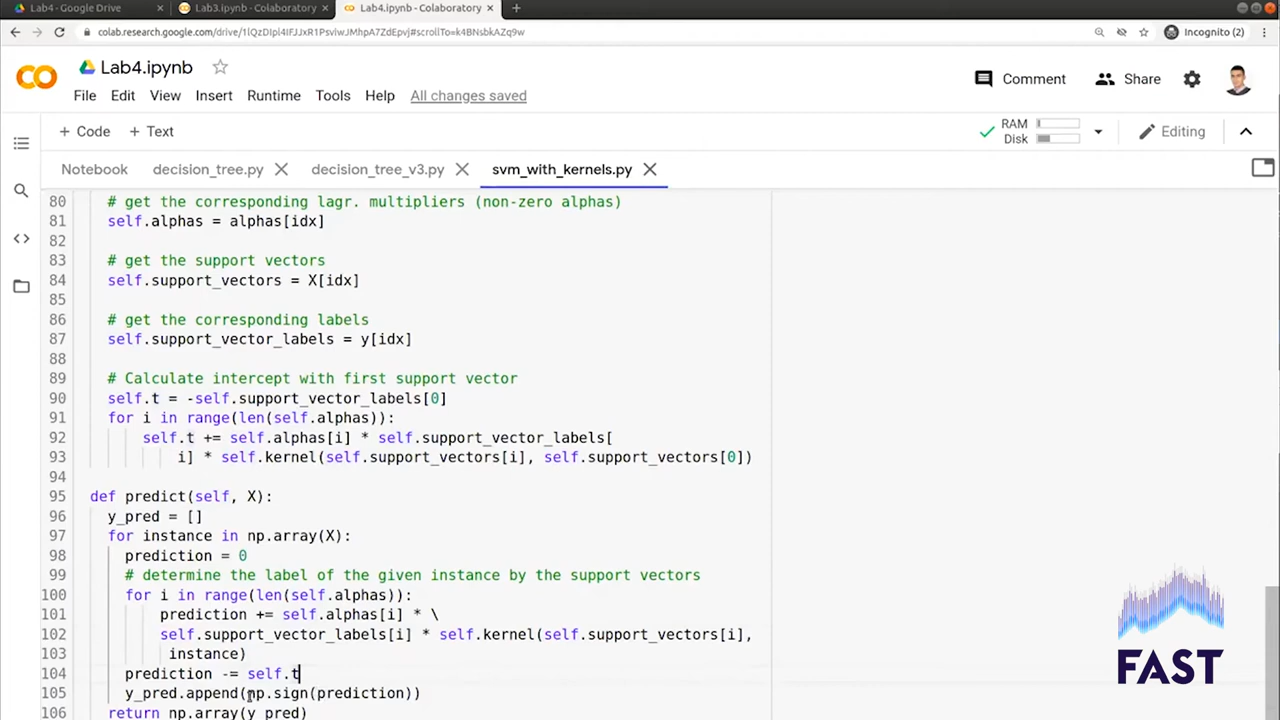 Lab4 - Google Drive
Lab3.ipynb - Colaboratory
Lab4.ipynb - Colaboratory
colab.research.google.com/drive/1lQzDIpl4IFJJxR1PsviwJMhpA7ZdEpvj#scrollTo=k4BNsbkAZq9w
Incognito (2)
Lab4.ipynb
Comment
Share
File Edit View Insert Runtime Tools Help All changes saved
+ Code + Text
RAM
Disk
Editing
Notebook decision_tree.py decision_tree_v3.py svm_with_kernels.py
80 # get the corresponding lagr. multipliers (non-zero alphas)
81 self.alphas = alphas[idx]
82
83 # get the support vectors
84 self.support_vectors = X[idx]
85
86 # get the corresponding labels
87 self.support_vector_labels = y[idx]
88
89 # Calculate intercept with first support vector
90 self.t = -self.support_vector_labels[0]
91 for i in range(len(self.alphas)):
92 self.t += self.alphas[i] * self.support_vector_labels[
93 i] * self.kernel(self.support_vectors[i], self.support_vectors[0])
94
95 def predict(self, X):
96 y_pred = []
97 for instance in np.array(X):
98 prediction = 0
99 # determine the label of the given instance by the support vectors
100 for i in range(len(self.alphas)):
101 prediction += self.alphas[i] * \
102 self.support_vector_labels[i] * self.kernel(self.support_vectors[i],
103 instance)
104 prediction -= self.t
105 y_pred.append(np.sign(prediction))
106 return np.array(y_pred)
FAST